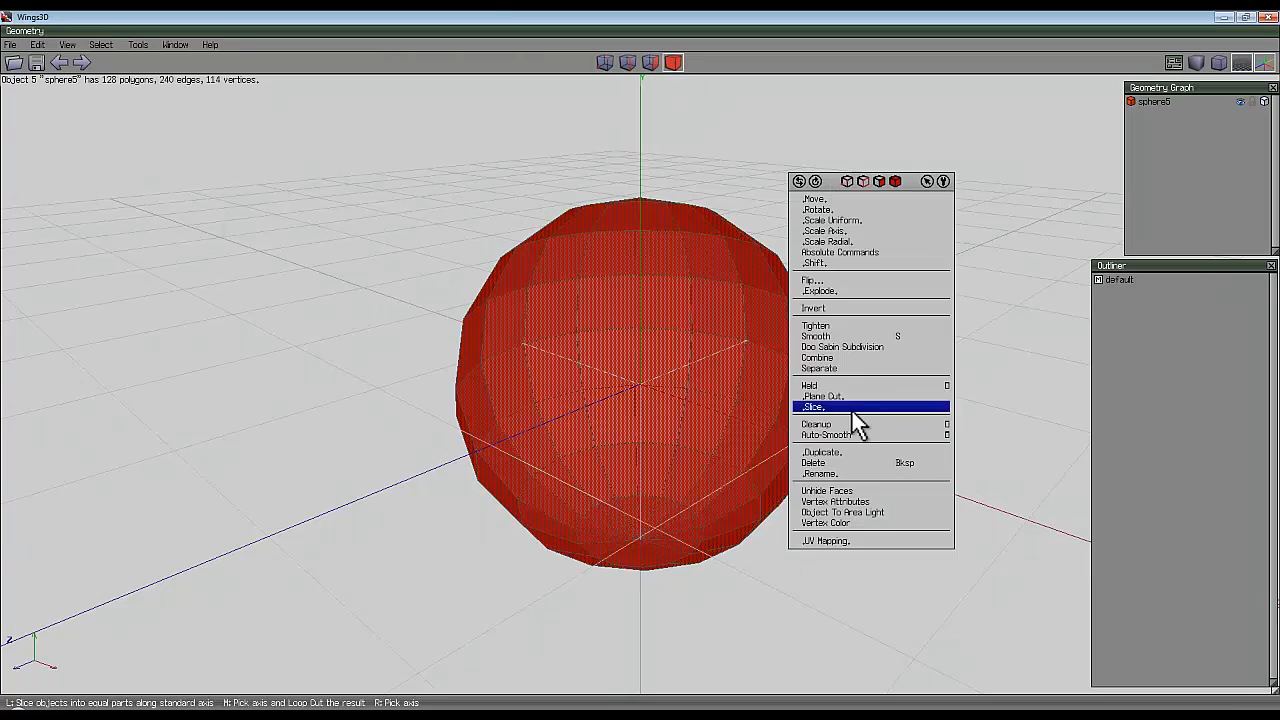 Wings3D
Geometry
File Edit View Select Tools Window Help
Object 5 "sphere5" has 128 polygons, 240 edges, 114 vertices.
Y
Geometry Graph
sphere5
Outliner
default
.Move.
.Rotate.
.Scale Uniform.
.Scale Axis.
.Scale Radial.
Absolute Commands
.Shift.
Flip...
.Explode.
Invert
Tighten
Smooth S
Doo Sabin Subdivision
Combine
Separate
Weld
.Plane Cut.
.Slice.
Cleanup
Auto-Smooth
.Duplicate.
Delete Bksp
.Rename.
Unhide Faces
Vertex Attributes
Object To Area Light
Vertex Color
.UV Mapping.
Z
L: Slice objects into equal parts along standard axis M: Pick axis and Loop Cut the result R: Pick axis